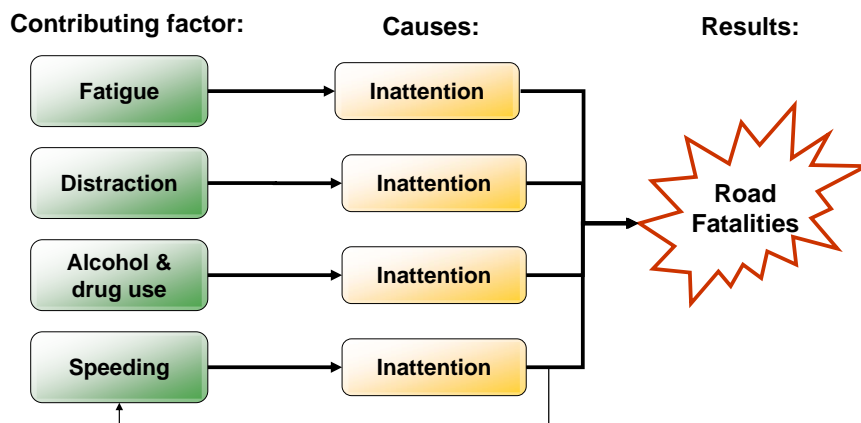 Contributing factor:
Causes:
Results:
Fatigue
Inattention
Distraction
Inattention
Road
Fatalities
Alcohol &
drug use
Inattention
Speeding
Inattention